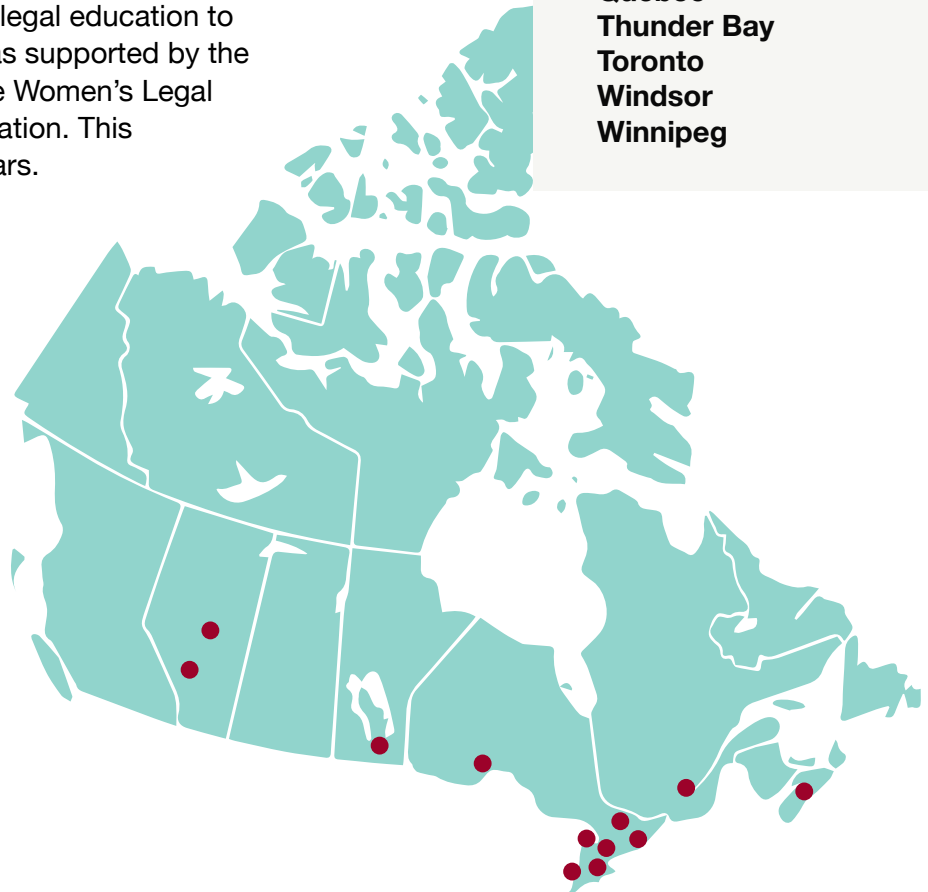 legal education to
as supported by the
e Women’s Legal
ation. This
ars.
Thunder Bay
Toronto
Windsor
Winnipeg